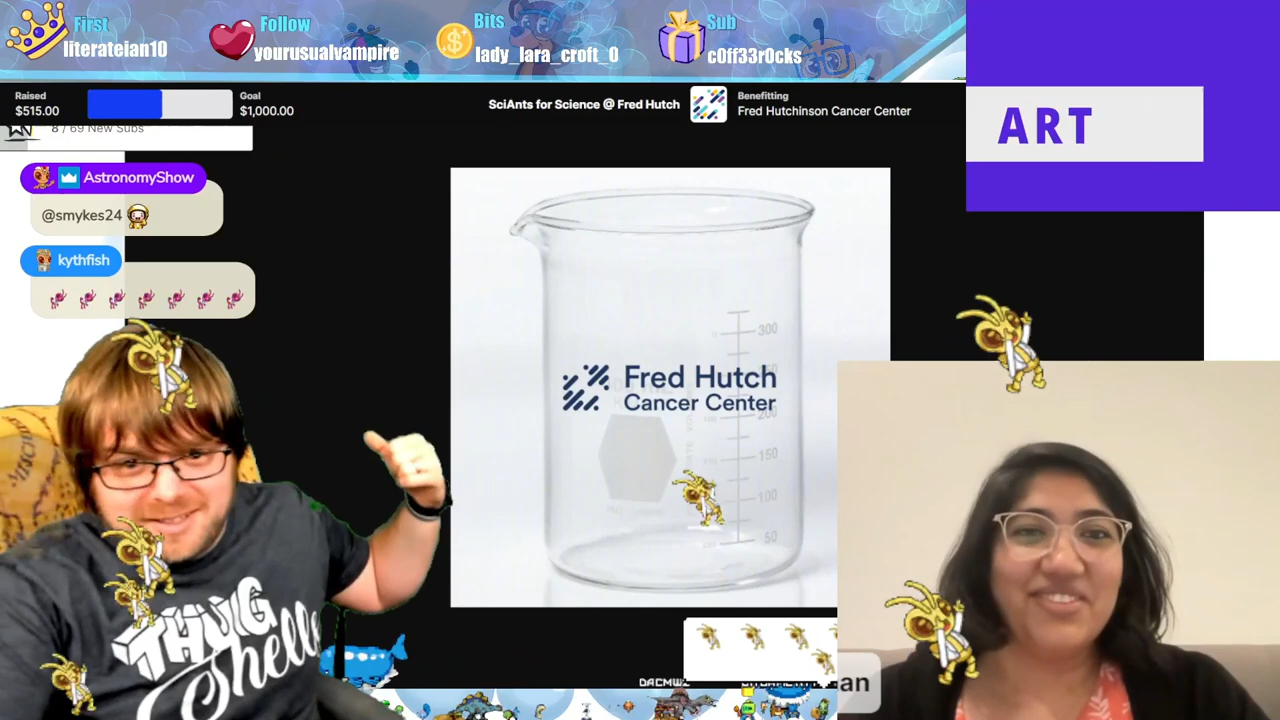 First
literateian10
Follow
yourusualvampire
Bits
lady_lara_croft_0
Sub
c0ff33r0cks
Raised
$515.00
Goal
$1,000.00
SciAnts for Science @ Fred Hutch
Benefitting
Fred Hutchinson Cancer Center
ART
8 / 69 New Subs
AstronomyShow
@smykes24
kythfish
300
Fred Hutch
Cancer Center
200
150
100
50
THUG
Shells
an